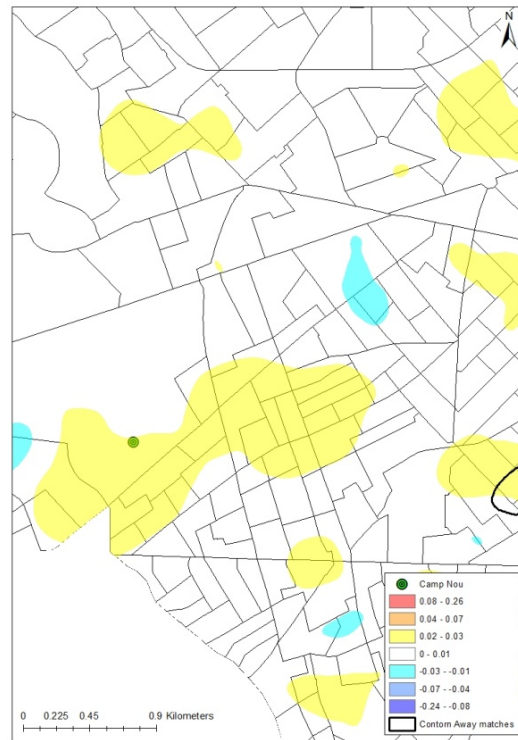 N
Camp Nou
0.08 - 0.26
0.04 - 0.07
0.02 - 0.03
0 - 0.01
-0.03 - -0.01
-0.07 - -0.04
-0.24 - -0.08
Contorn Away matches
0 0.225 0.45 0.9 Kilometers